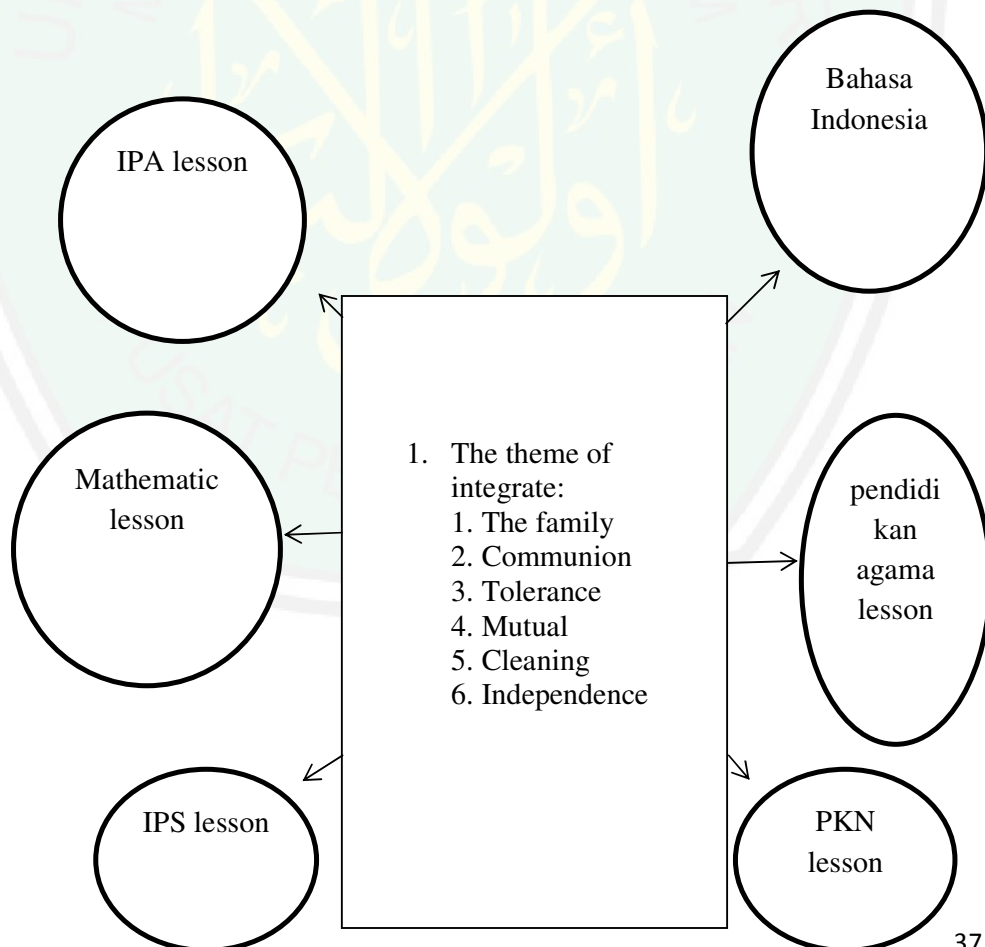 Bahasa
Indonesia
IPA lesson
Mathematic
lesson
1. The theme of
integrate:
1. The family
2. Communion
3. Tolerance
4. Mutual
5. Cleaning
6. Independence
pendidi
kan
agama
lesson
IPS lesson
PKN
lesson
37